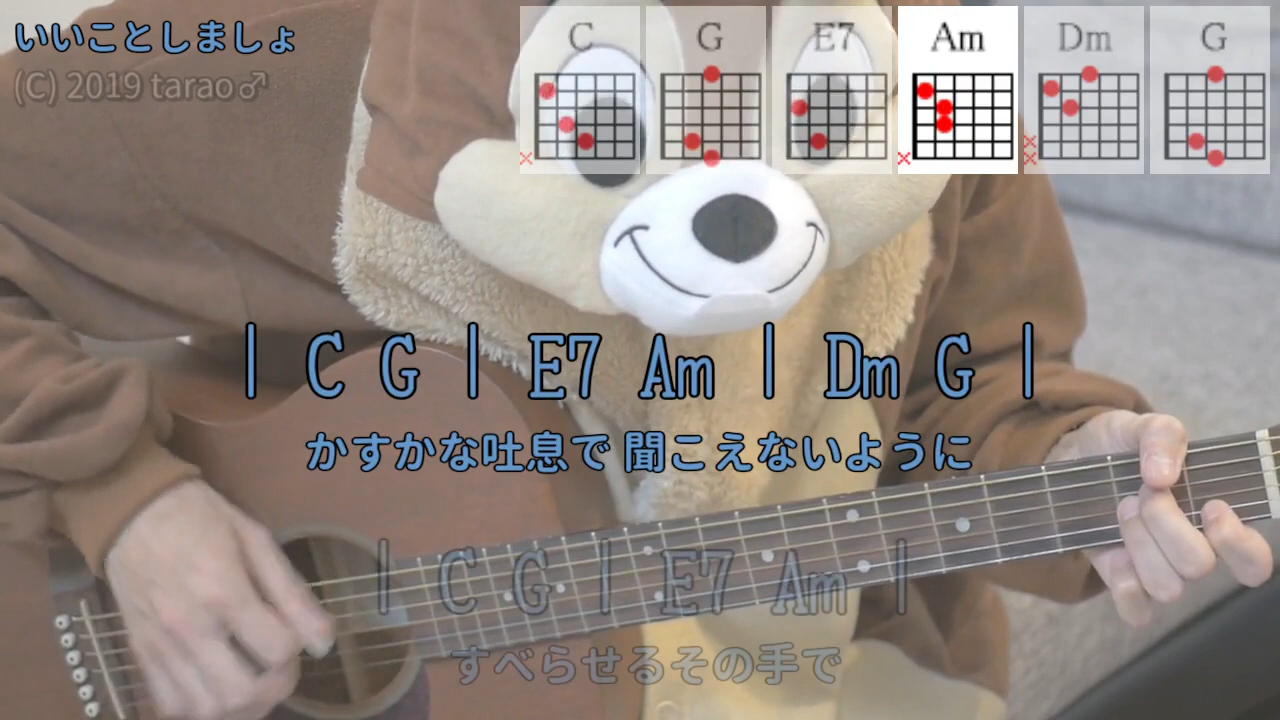 いいことしましょ
(C) 2019 tarao♂
C G E7 Am Dm G
| C G | E7 Am | Dm G |
かすかな吐息で 聞こえないように
| C G | E7 Am |
すべらせるその手で